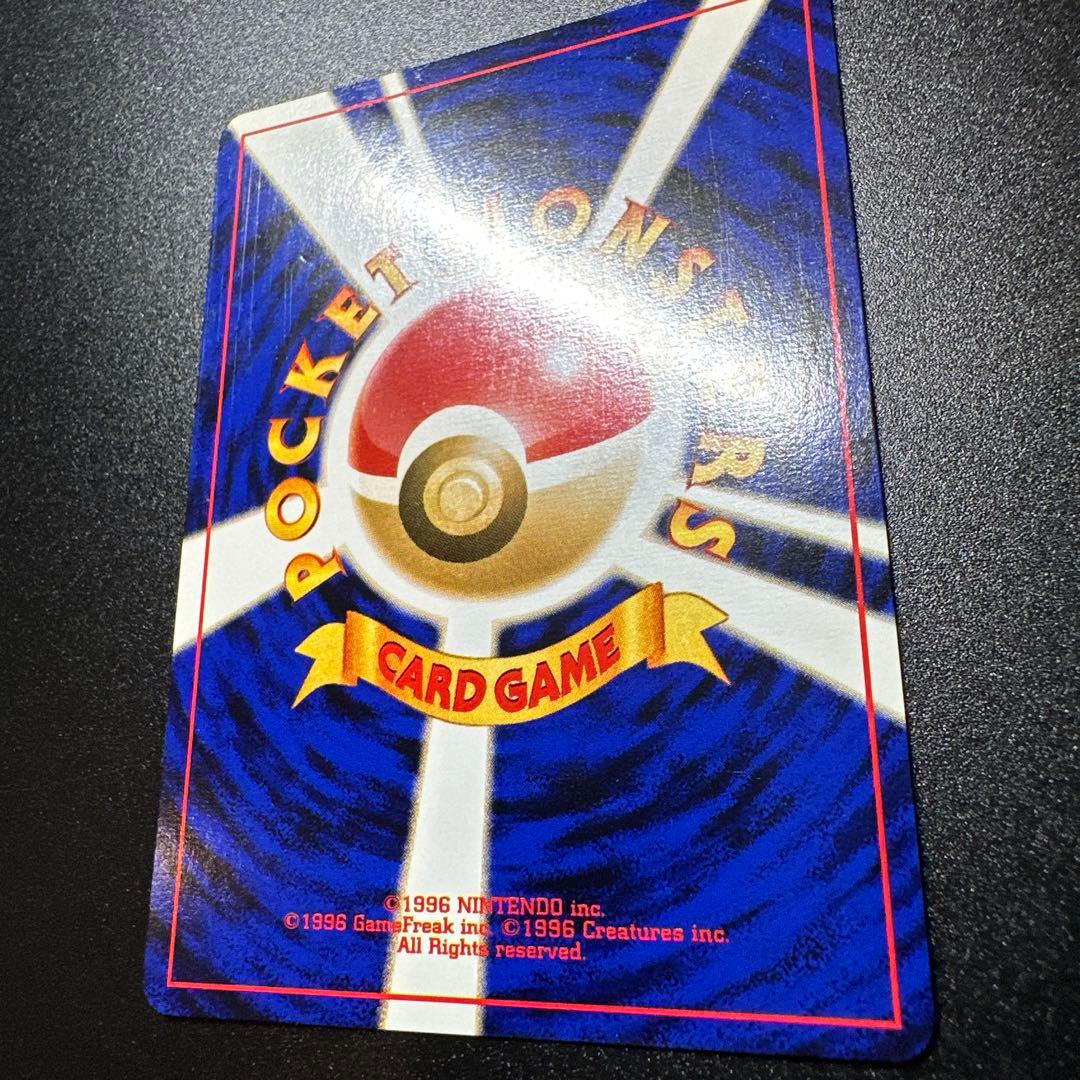 POCKET MONSTERS
CARD GAME
©1996 NINTENDO inc.
©1996 GameFreak inc. ©1996 Creatures inc.
All Rights reserved.